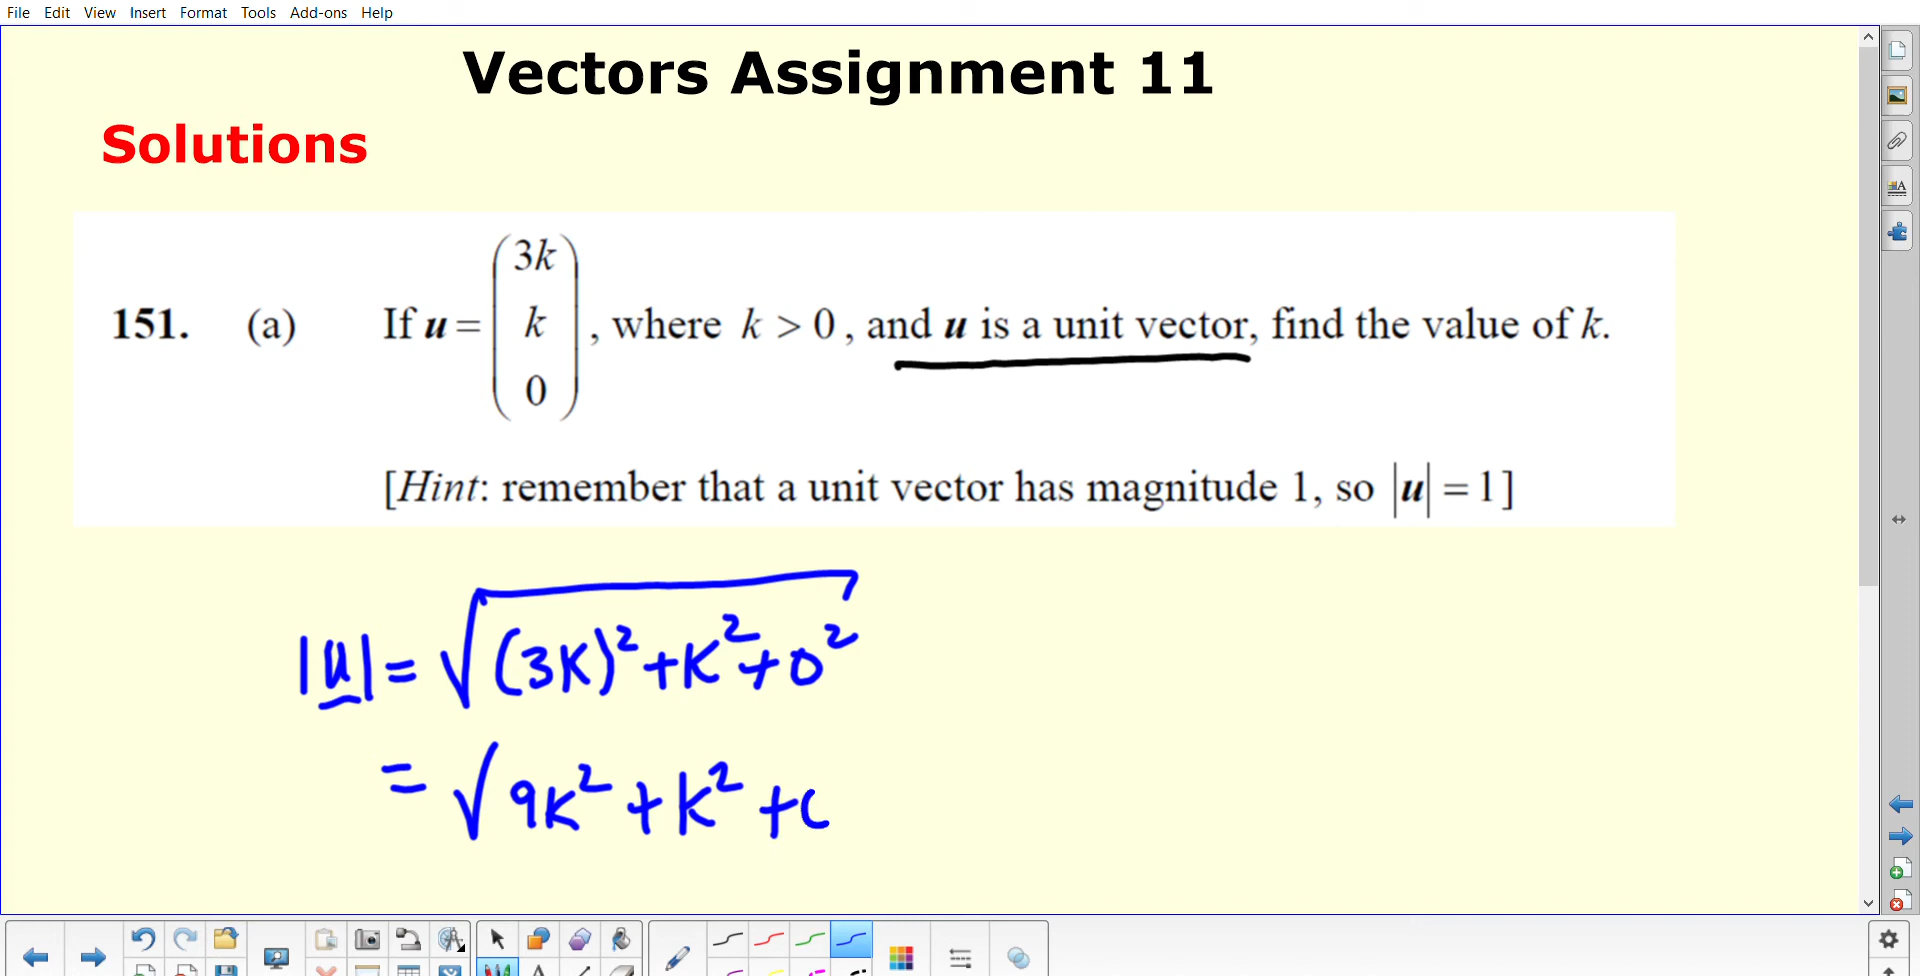 File Edit View Insert Format Tools Add-ons Help
Vectors Assignment 11
Solutions
151. (a) If u = (3k k 0), where k > 0, and u is a unit vector, find the value of k.
[Hint: remember that a unit vector has magnitude 1, so |u| = 1]
|u| = √(3K)²+K²+0²
= √9K²+K²+